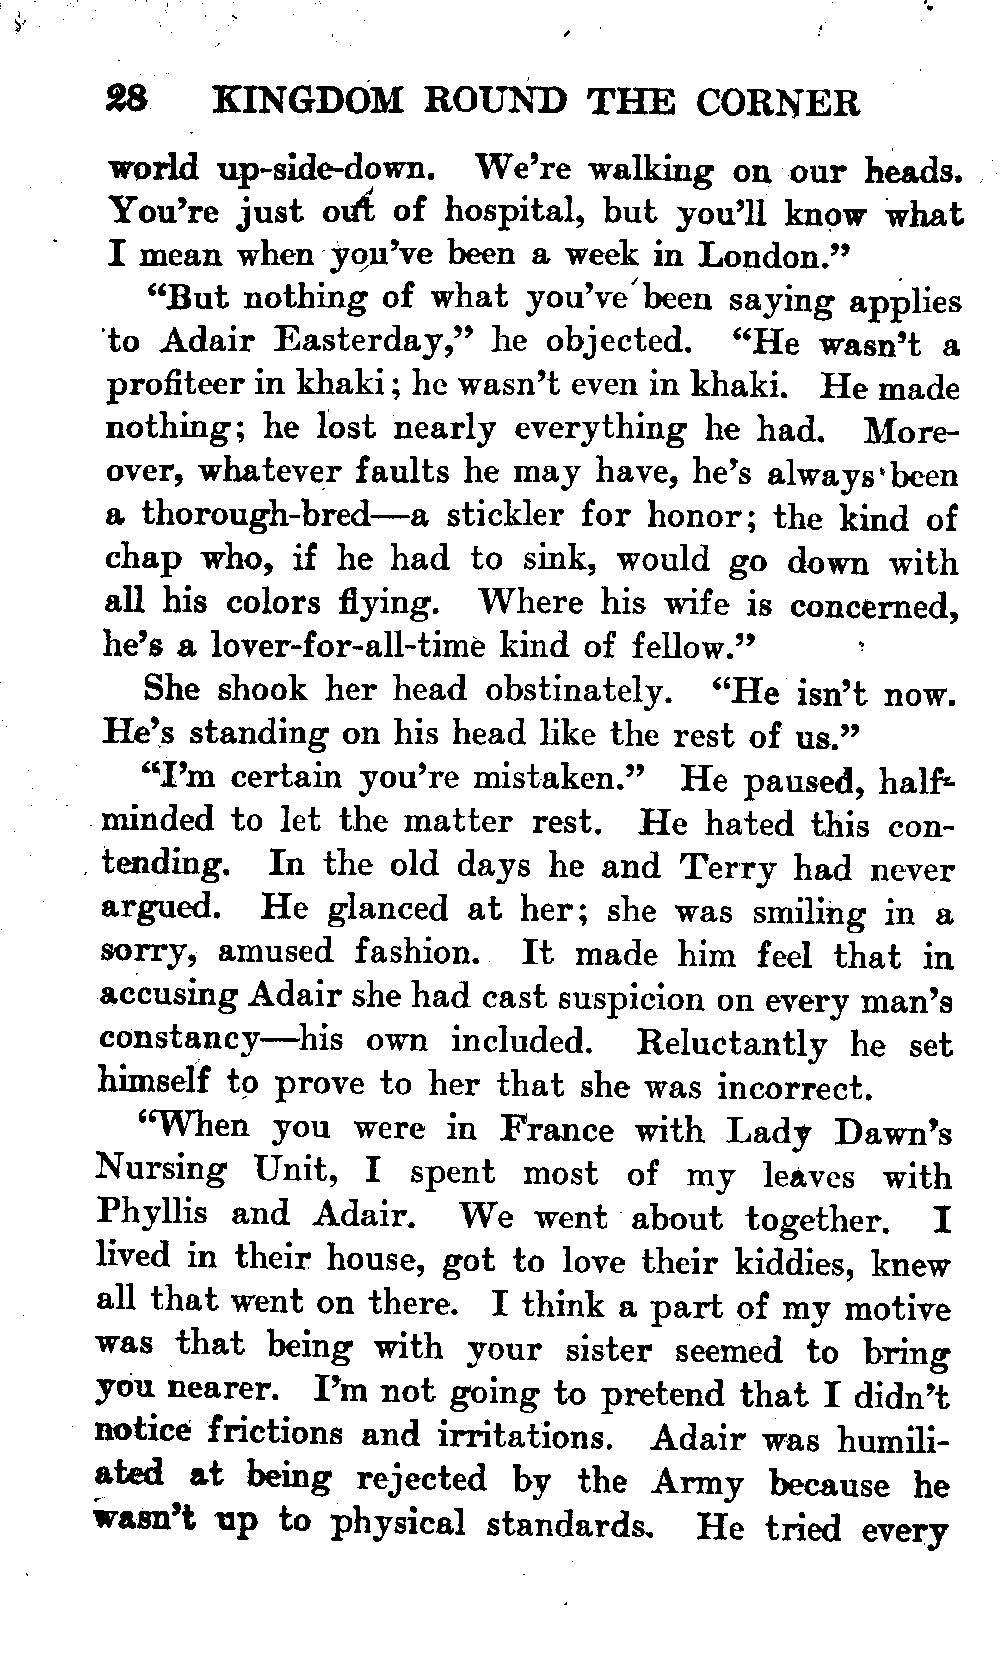 28 KINGDOM ROUND THE CORNER
world up-side-down. We're walking on our heads.
You're just out of hospital, but you'll know what
I mean when you've been a week in London."
"But nothing of what you've been saying applies
to Adair Easterday," he objected. "He wasn't a
profiteer in khaki; he wasn't even in khaki. He made
nothing; he lost nearly everything he had. More-
over, whatever faults he may have, he's always been
a thorough-bred—a stickler for honor; the kind of
chap who, if he had to sink, would go down with
all his colors flying. Where his wife is concerned,
he's a lover-for-all-time kind of fellow."
She shook her head obstinately. "He isn't now.
He's standing on his head like the rest of us."
"I'm certain you're mistaken." He paused, half-
minded to let the matter rest. He hated this con-
tending. In the old days he and Terry had never
argued. He glanced at her; she was smiling in a
sorry, amused fashion. It made him feel that in
accusing Adair she had cast suspicion on every man's
constancy—his own included. Reluctantly he set
himself to prove to her that she was incorrect.
"When you were in France with Lady Dawn's
Nursing Unit, I spent most of my leaves with
Phyllis and Adair. We went about together. I
lived in their house, got to love their kiddies, knew
all that went on there. I think a part of my motive
was that being with your sister seemed to bring
you nearer. I'm not going to pretend that I didn't
notice frictions and irritations. Adair was humili-
ated at being rejected by the Army because he
wasn't up to physical standards. He tried every